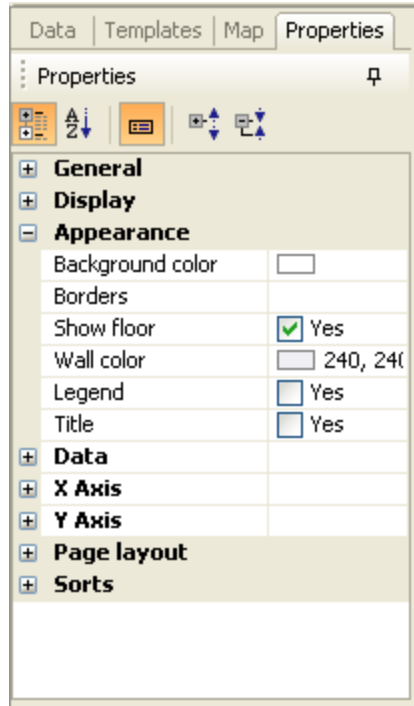 Data Templates Map Properties
Properties
A
Z
General
Display
Appearance
Background color
Borders
Show floor Yes
Wall color 240, 240
Legend Yes
Title Yes
Data
X Axis
Y Axis
Page layout
Sorts